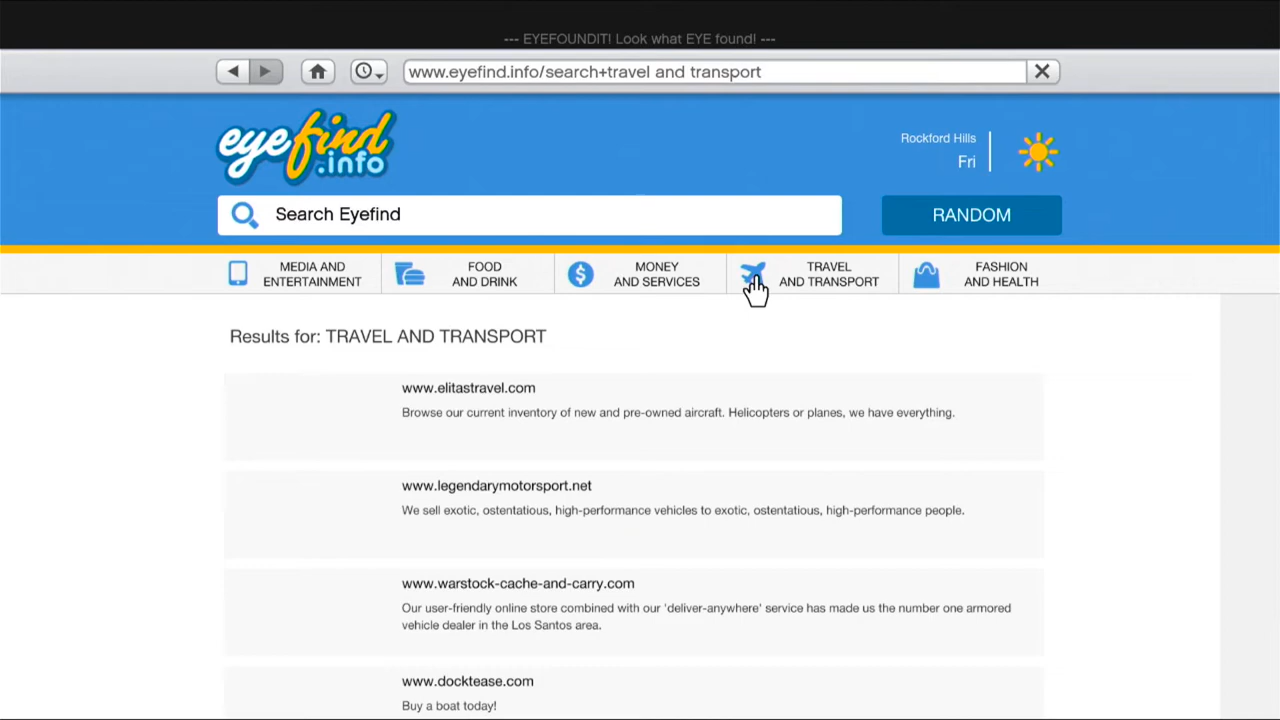 --- EYEFOUNDIT! Look what EYE found! ---
www.eyefind.info/search+travel and transport
eyefind
.info
Rockford Hills
Fri
Search Eyefind
RANDOM
MEDIA AND
ENTERTAINMENT
FOOD
AND DRINK
MONEY
AND SERVICES
TRAVEL
AND TRANSPORT
FASHION
AND HEALTH
Results for: TRAVEL AND TRANSPORT
www.elitastravel.com
Browse our current inventory of new and pre-owned aircraft. Helicopters or planes, we have everything.
www.legendarymotorsport.net
We sell exotic, ostentatious, high-performance vehicles to exotic, ostentatious, high-performance people.
www.warstock-cache-and-carry.com
Our user-friendly online store combined with our 'deliver-anywhere' service has made us the number one armored
vehicle dealer in the Los Santos area.
www.docktease.com
Buy a boat today!